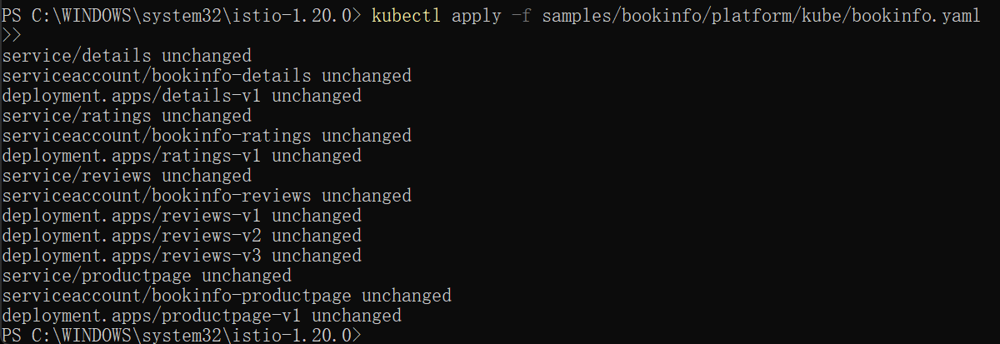 PS C:\WINDOWS\system32\istio-1.20.0> kubectl apply -f samples/bookinfo/platform/kube/bookinfo.yaml
>>
service/details unchanged
serviceaccount/bookinfo-details unchanged
deployment.apps/details-v1 unchanged
service/ratings unchanged
serviceaccount/bookinfo-ratings unchanged
deployment.apps/ratings-v1 unchanged
service/reviews unchanged
serviceaccount/bookinfo-reviews unchanged
deployment.apps/reviews-v1 unchanged
deployment.apps/reviews-v2 unchanged
deployment.apps/reviews-v3 unchanged
service/productpage unchanged
serviceaccount/bookinfo-productpage unchanged
deployment.apps/productpage-v1 unchanged
PS C:\WINDOWS\system32\istio-1.20.0>